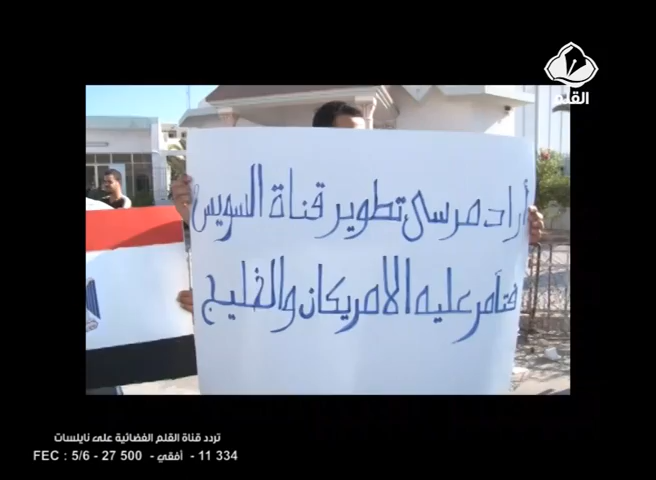 القلم
أراد مرسى تطوير قناة السويس
فتآمر عليه الامريكان والخليج
تردد قناة القلم الفضائية على نايلسات
FEC : 5/6 - 27 500 - أفقي - 11 334